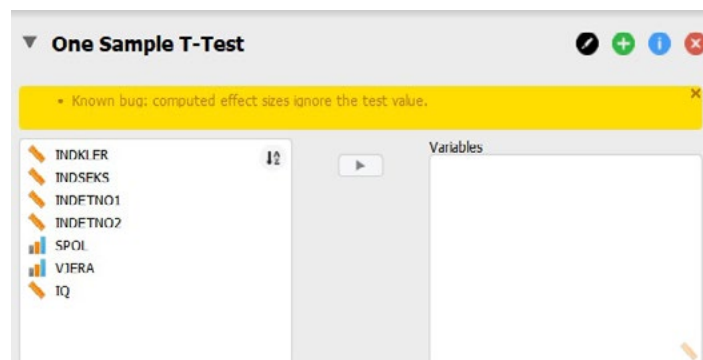 One Sample T-Test
Known bug: computed effect sizes ignore the test value.
Variables
INDKLER
INDSEKS
INDETNO1
INDETNO2
SPOL
VJERA
IQ